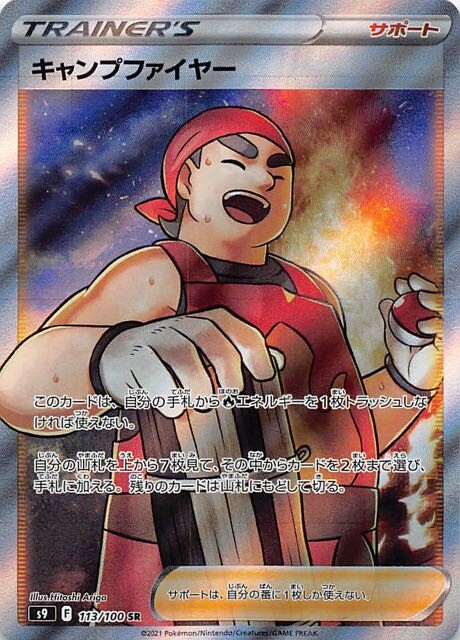 TRAINER'S サポート
キャンプファイヤー
このカードは、自分の手札から🔥エネルギーを1枚トラッシュしな
ければ使えない。
自分の山札を上から7枚見て、その中からカードを2枚まで選び、
手札に加える。残りのカードは山札にもどして切る。
Illus.Hitoshi Ariga
サポートは、自分の番に1枚しか使えない。
s9 F 113/100 SR
©2021 Pokémon/Nintendo/Creatures/GAME FREAK.